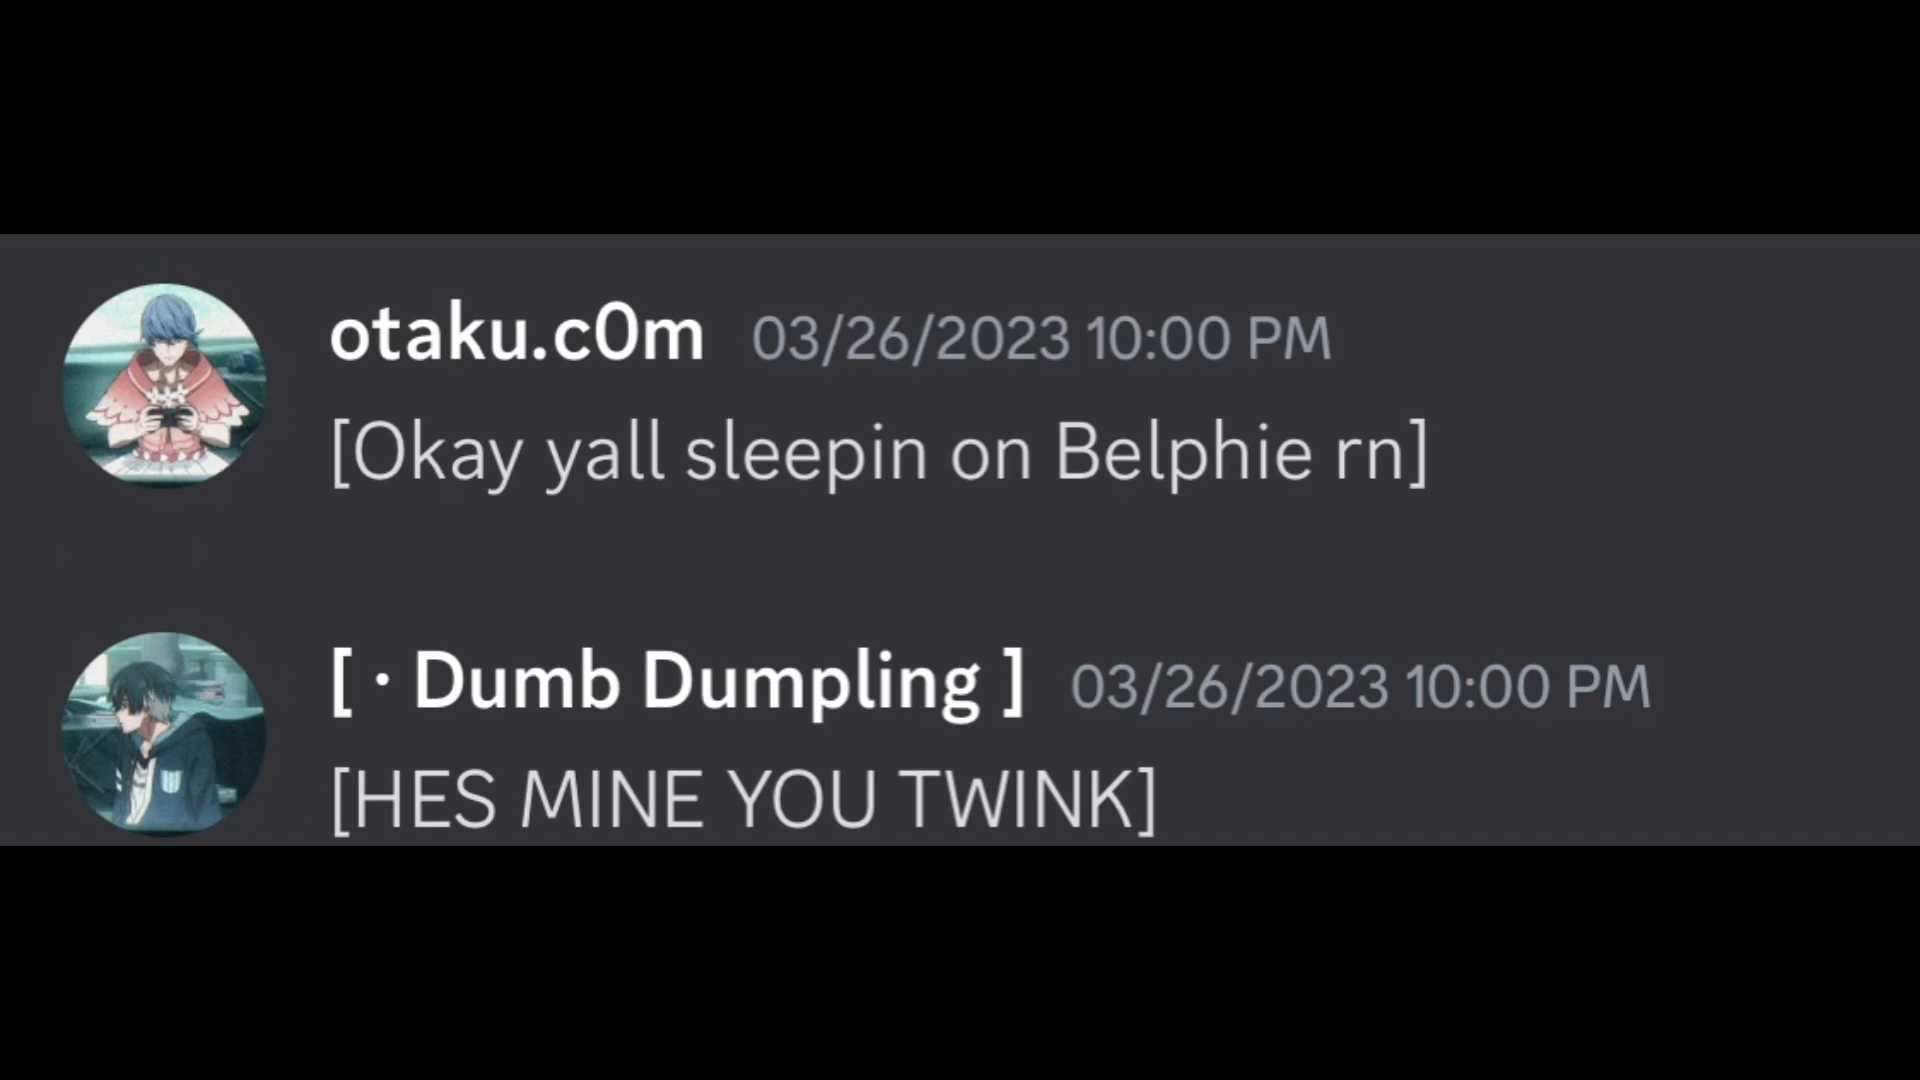 otaku.c0m 03/26/2023 10:00 PM
[Okay yall sleepin on Belphie rn]
[ · Dumb Dumpling ] 03/26/2023 10:00 PM
[HES MINE YOU TWINK]